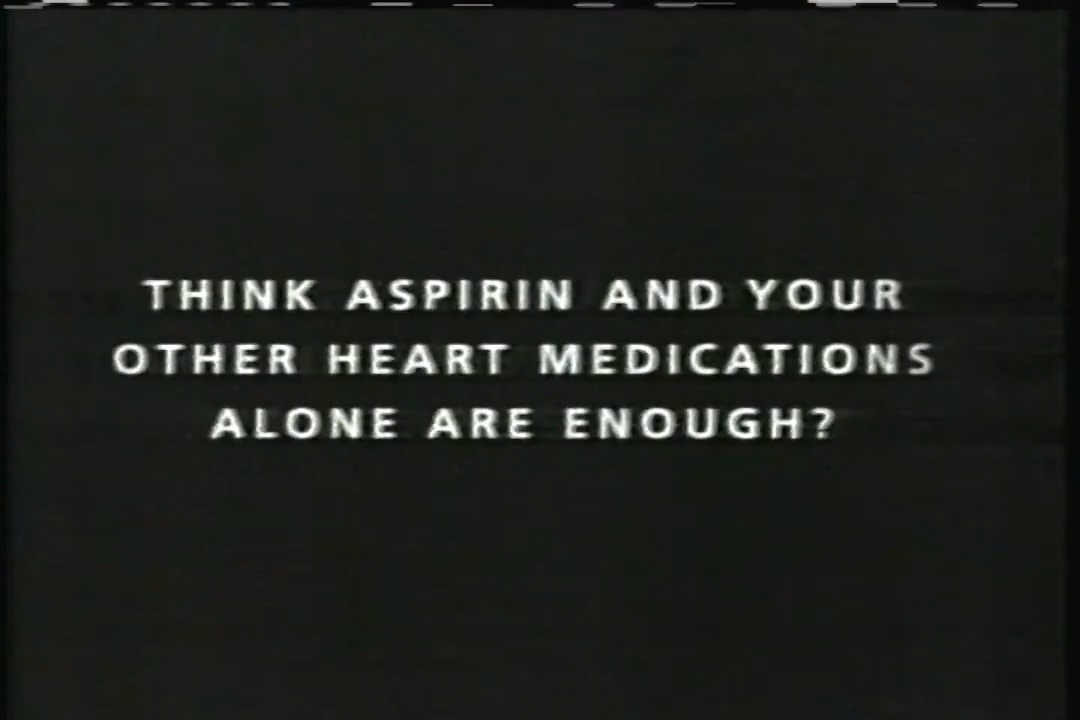 THINK ASPIRIN AND YOUR
OTHER HEART MEDICATIONS
ALONE ARE ENOUGH?